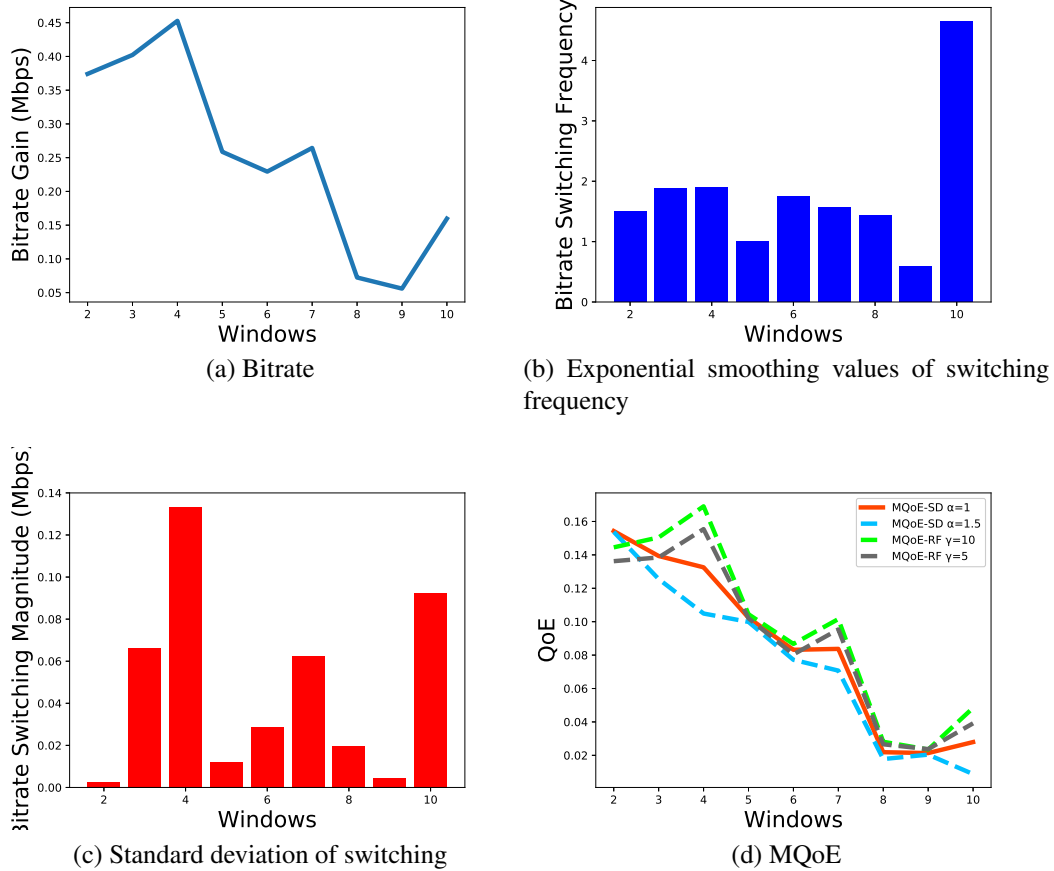 0.45
0.40
0.35
0.30
0.25
0.20
0.15
0.10
0.05
Bitrate Gain (Mbps)
2 3 4 5 6 7 8 9 10
Windows
(a) Bitrate
4
3
2
1
0
Bitrate Switching Frequency
2 4 6 8 10
Windows
(b) Exponential smoothing values of switching
frequency
0.14
0.12
0.10
0.08
0.06
0.04
0.02
0.00
Bitrate Switching Magnitude (Mbps)
2 4 6 8 10
Windows
(c) Standard deviation of switching
0.16
0.14
0.12
0.10
0.08
0.06
0.04
0.02
QoE
MQoE-SD α=1
MQoE-SD α=1.5
MQoE-RF γ=10
MQoE-RF γ=5
2 3 4 5 6 7 8 9 10
Windows
(d) MQoE